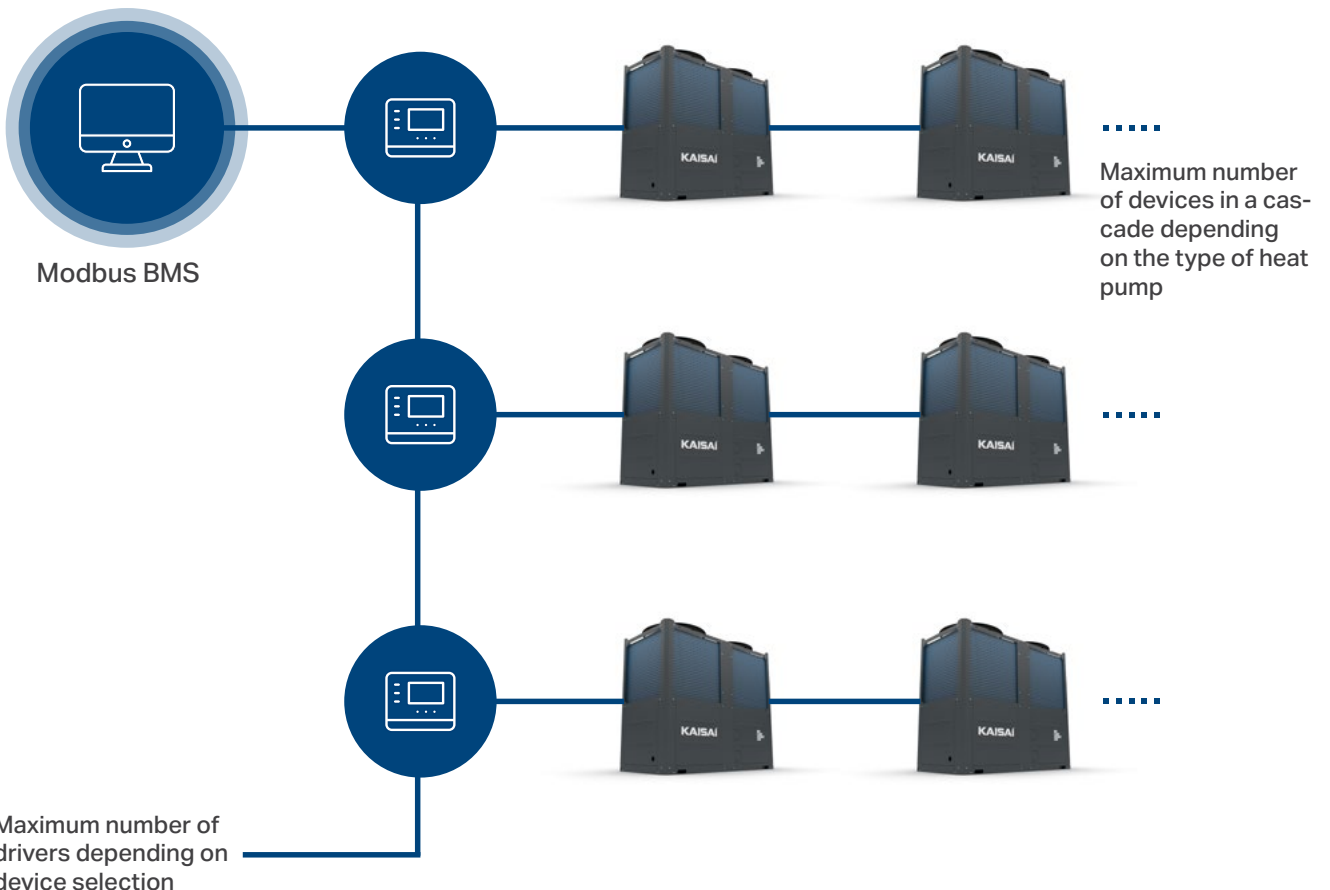 KAISAI
KAISAI
Maximum number
of devices in a cas-
cade depending
on the type of heat
pump
Modbus BMS
KAISAI
KAISAI
KAISAI
KAISAI
Maximum number of
drivers depending on
device selection